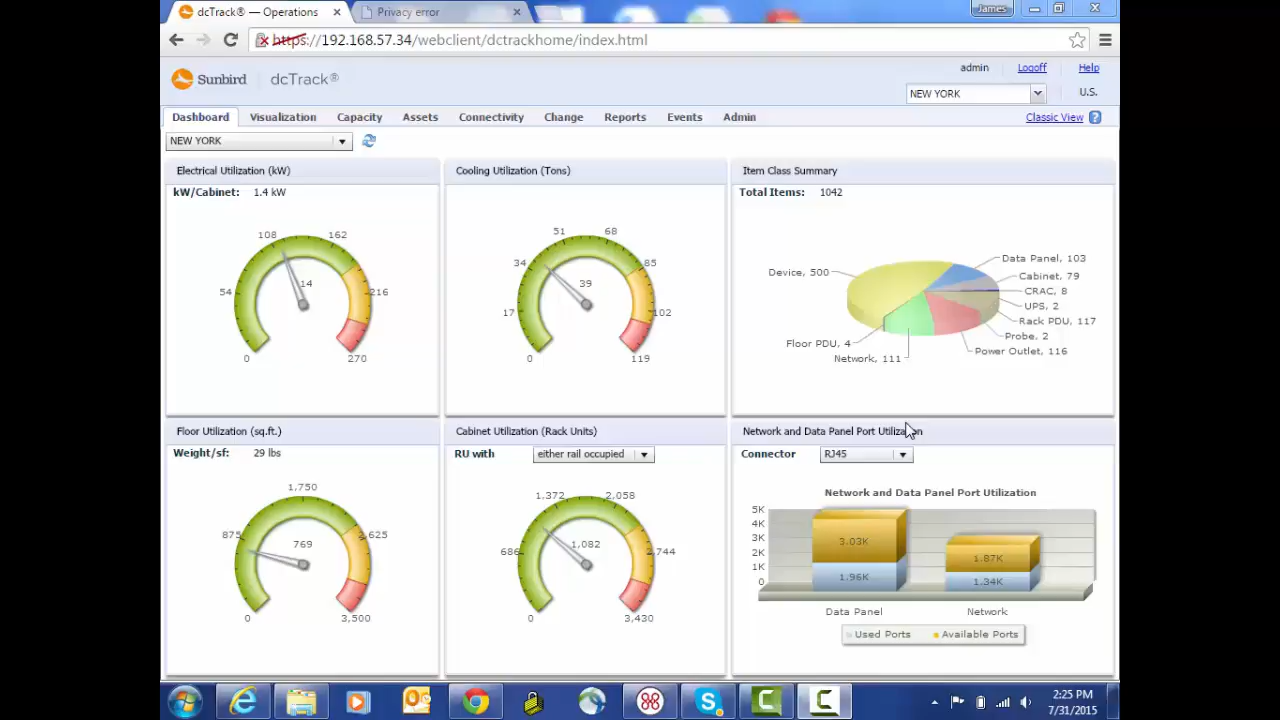 dcTrack® — Operations × Privacy error × James
https://192.168.57.34/webclient/dctrackhome/index.html
admin Logoff Help
Sunbird dcTrack®
NEW YORK U.S.
Dashboard Visualization Capacity Assets Connectivity Change Reports Events Admin Classic View ?
NEW YORK
Electrical Utilization (kW)
kW/Cabinet: 1.4 kW
108 162
54 216
14
0 270
Cooling Utilization (Tons)
51 68
34 85
39
17 102
0 119
Item Class Summary
Total Items: 1042
Data Panel, 103
Device, 500
Cabinet, 79
CRAC, 8
UPS, 2
Rack PDU, 117
Probe, 2
Floor PDU, 4
Power Outlet, 116
Network, 111
Floor Utilization (sq.ft.)
Weight/sf: 29 lbs
1,750
875 2,625
769
0 3,500
Cabinet Utilization (Rack Units)
RU with either rail occupied
1,372 2,058
686 2,744
1,082
0 3,430
Network and Data Panel Port Utilization
Connector RJ45
Network and Data Panel Port Utilization
5K
4K
3K
2K
1K
0
3.03K
1.87K
1.96K
1.34K
Data Panel Network
Used Ports Available Ports
2:25 PM
7/31/2015